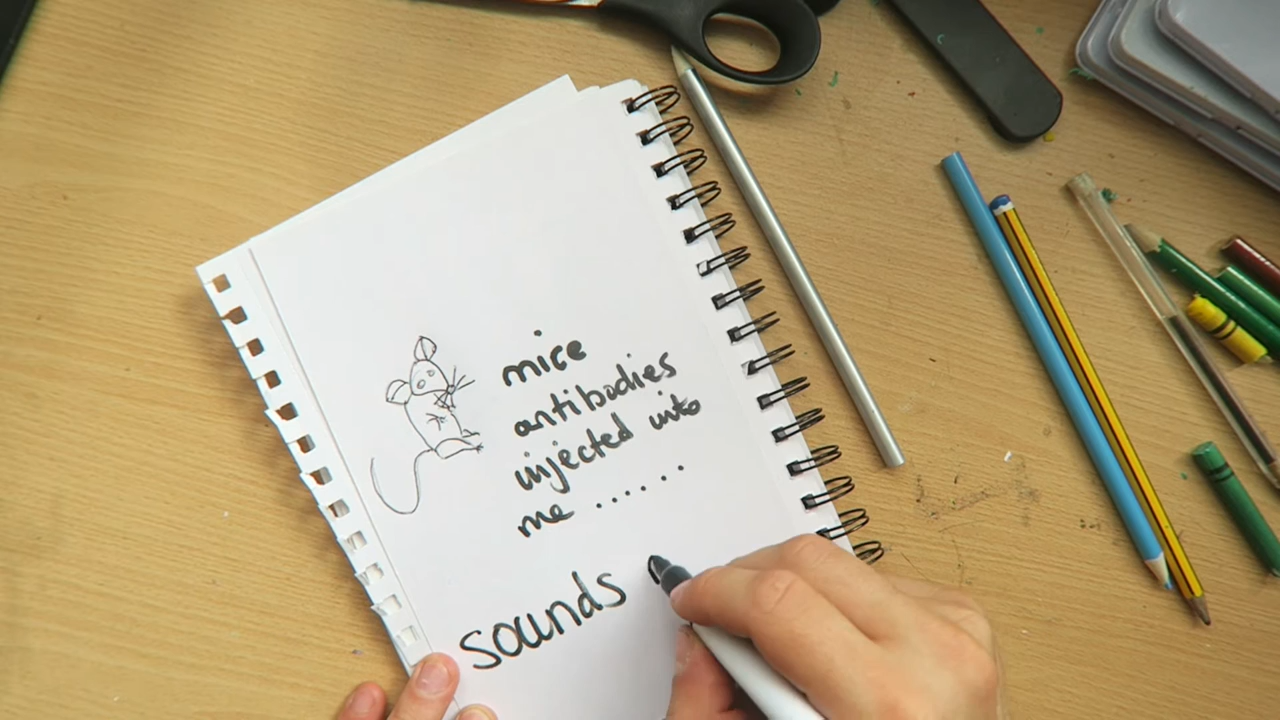 mice
antibodies
injected into
me ......
sounds